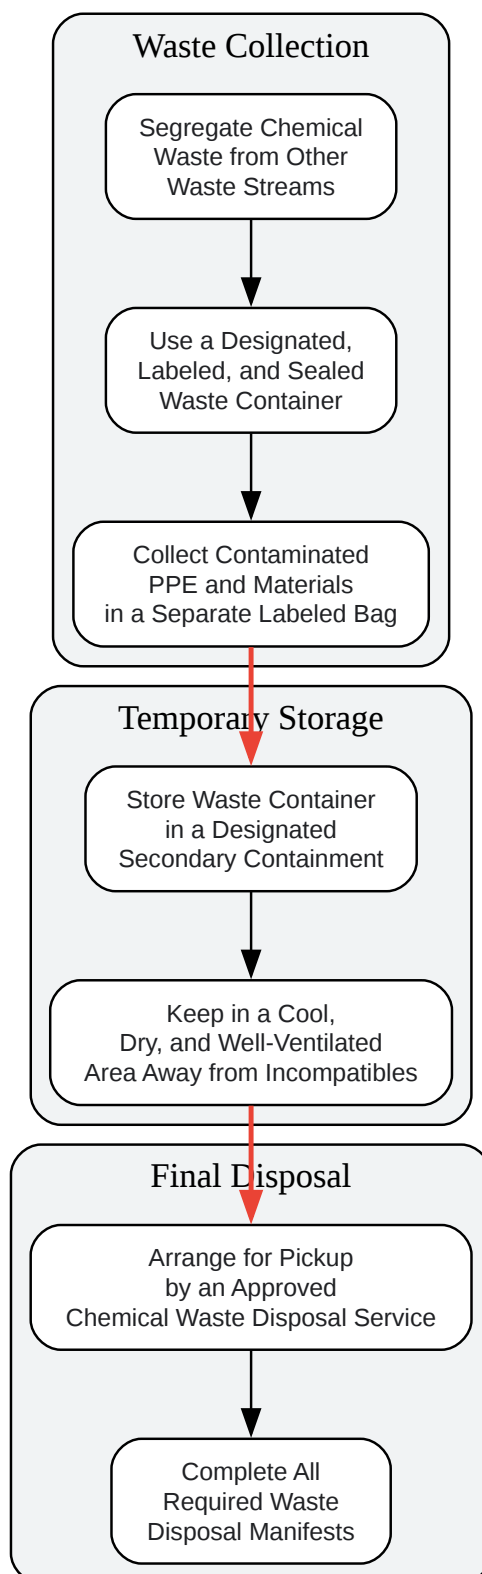 Waste Collection
Segregate Chemical
Waste from Other
Waste Streams
Use a Designated,
Labeled, and Sealed
Waste Container
Collect Contaminated
PPE and Materials
in a Separate Labeled Bag
Temporary Storage
Store Waste Container
in a Designated
Secondary Containment
Keep in a Cool,
Dry, and Well-Ventilated
Area Away from Incompatibles
Final Disposal
Arrange for Pickup
by an Approved
Chemical Waste Disposal Service
Complete All
Required Waste
Disposal Manifests